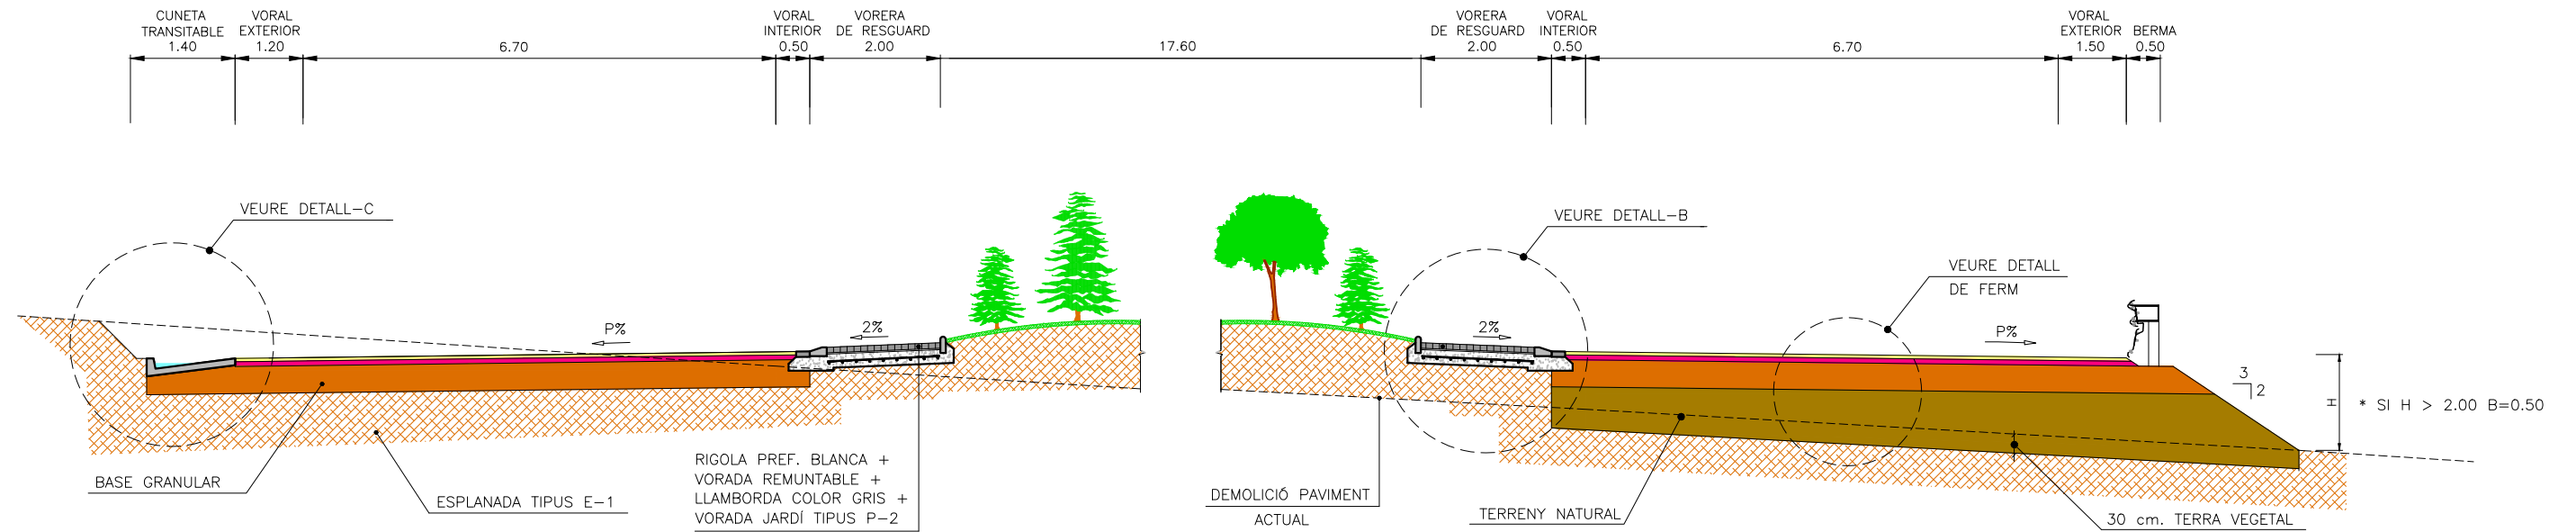 CUNETA
TRANSITABLE
1.40
VORAL
EXTERIOR
1.20
6.70
VORAL
INTERIOR
0.50
VORERA
DE RESGUARD
2.00
17.60
VORERA
DE RESGUARD
2.00
VORAL
INTERIOR
0.50
6.70
VORAL
EXTERIOR
1.50
BERMA
0.50
VEURE DETALL-C
VEURE DETALL-B
VEURE DETALL
DE FERM
P%
2%
2%
P%
3
2
H
* SI H > 2.00 B=0.50
BASE GRANULAR
ESPLANADA TIPUS E-1
RIGOLA PREF. BLANCA +
VORADA REMUNTABLE +
LLAMBORDA COLOR GRIS +
VORADA JARDÍ TIPUS P-2
DEMOLICIÓ PAVIMENT
ACTUAL
TERRENY NATURAL
30 cm. TERRA VEGETAL